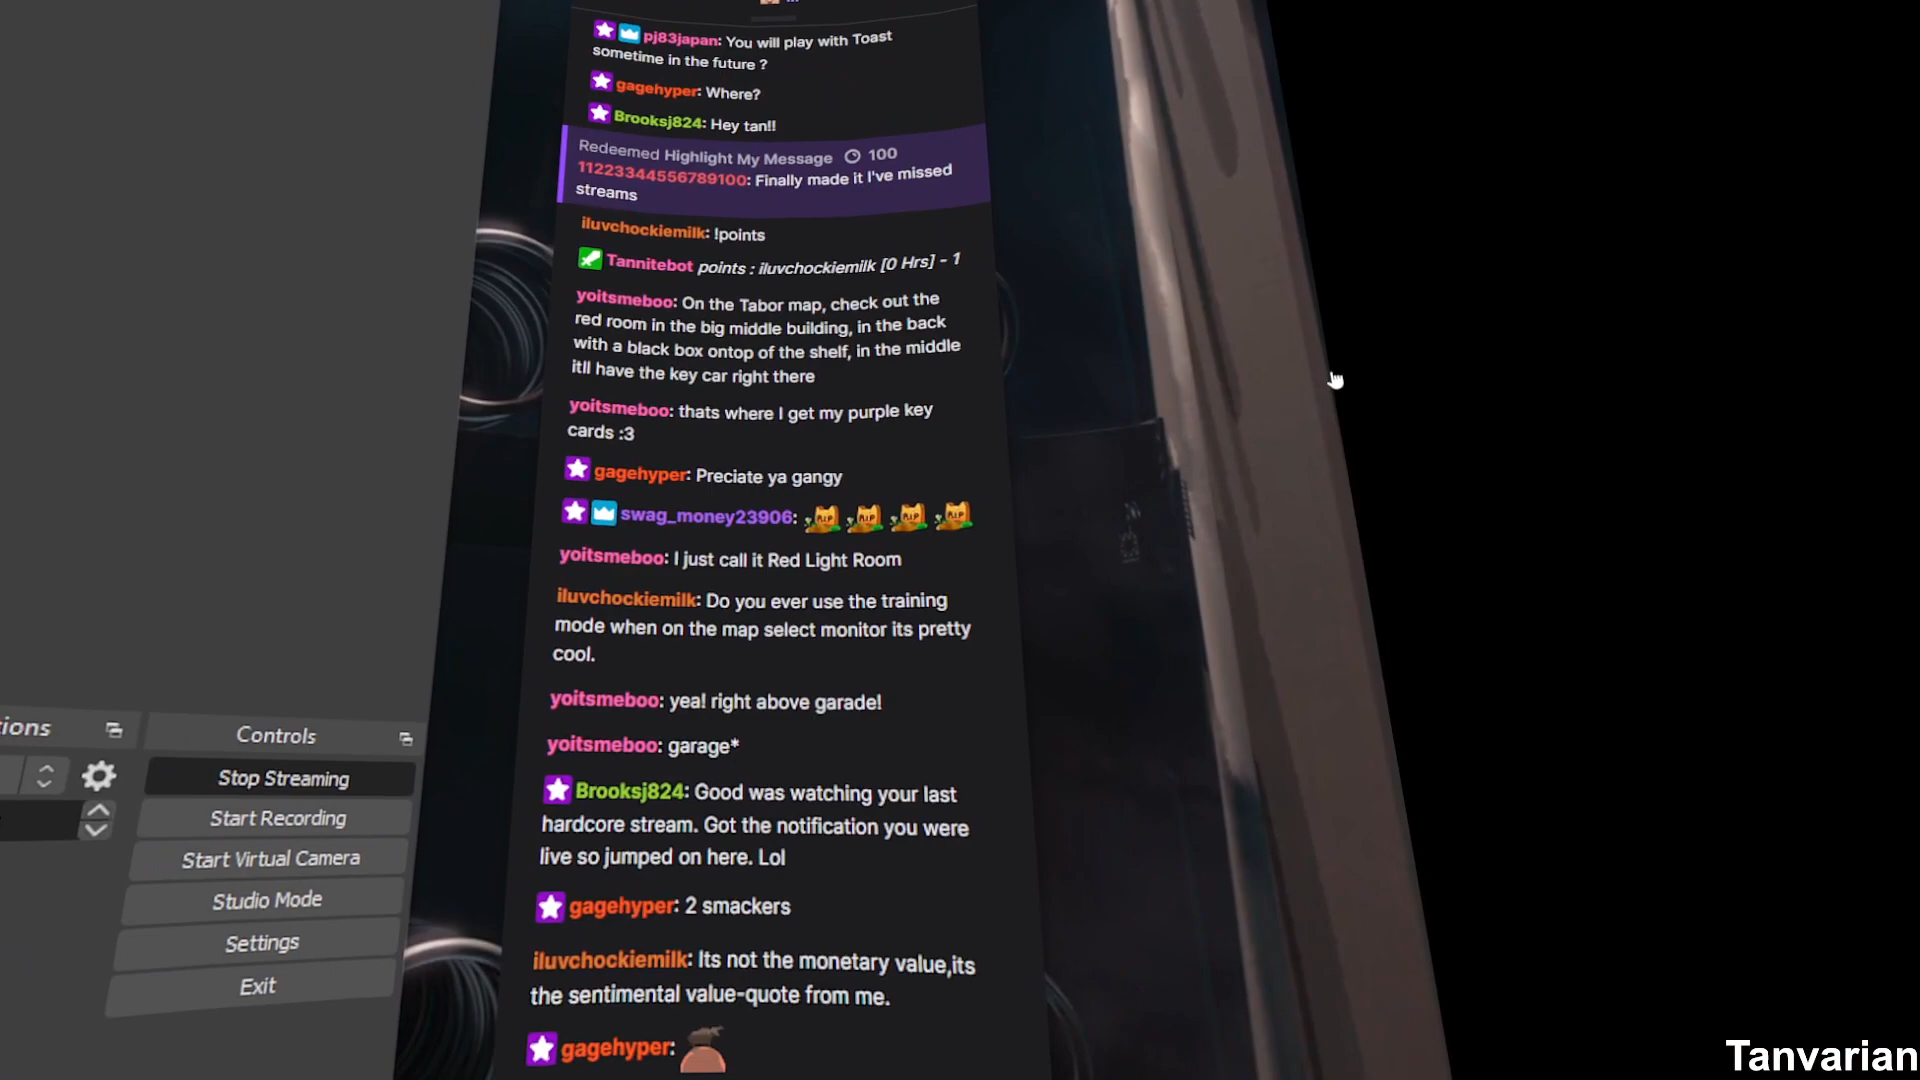 pj83japan: You will play with Toast
sometime in the future ?
gagehyper: Where?
Brooksj824: Hey tan!!
Redeemed Highlight My Message 100
11223344556789100: Finally made it I've missed
streams
iluvchockiemilk: !points
Tannitebot points : iluvchockiemilk [0 Hrs] - 1
yoitsmeboo: On the Tabor map, check out the
red room in the big middle building, in the back
with a black box ontop of the shelf, in the middle
itll have the key car right there
yoitsmeboo: thats where I get my purple key
cards :3
gagehyper: Preciate ya gangy
swag_money23906: RIP RIP RIP RIP
yoitsmeboo: I just call it Red Light Room
iluvchockiemilk: Do you ever use the training
mode when on the map select monitor its pretty
cool.
yoitsmeboo: yea! right above garade!
yoitsmeboo: garage*
Brooksj824: Good was watching your last
hardcore stream. Got the notification you were
live so jumped on here. Lol
gagehyper: 2 smackers
iluvchockiemilk: Its not the monetary value,its
the sentimental value-quote from me.
gagehyper:
tions
Controls
Stop Streaming
Start Recording
Start Virtual Camera
Studio Mode
Settings
Exit
Tanvarian